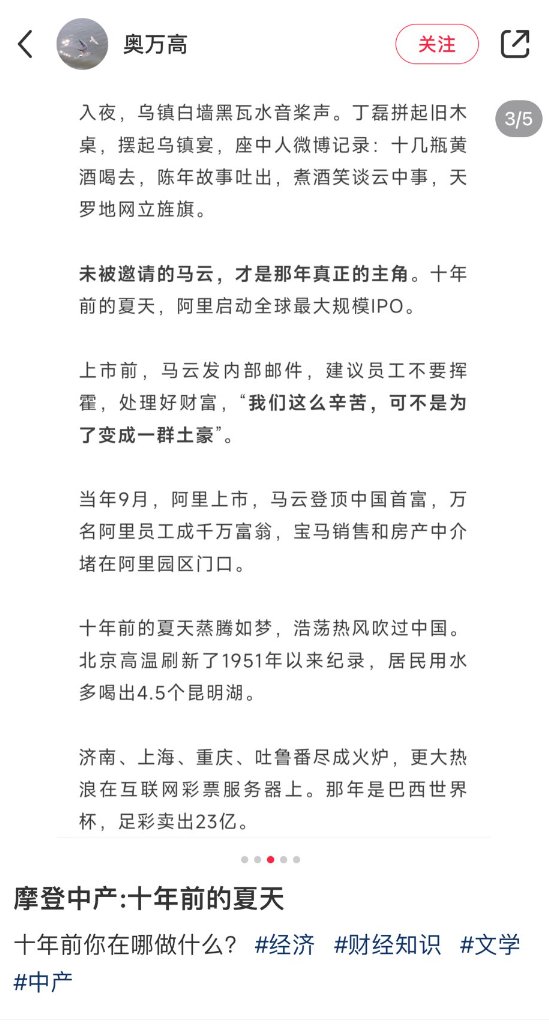 奥万高
关注
3/5
入夜，乌镇白墙黑瓦水音桨声。丁磊拼起旧木
桌，摆起乌镇宴，座中人微博记录：十几瓶黄
酒喝去，陈年故事吐出，煮酒笑谈云中事，天
罗地网立旌旗。
未被邀请的马云，才是那年真正的主角。十年
前的夏天，阿里启动全球最大规模IPO。
上市前，马云发内部邮件，建议员工不要挥
霍，处理好财富，“我们这么辛苦，可不是为
了变成一群土豪”。
当年9月，阿里上市，马云登顶中国首富，万
名阿里员工成千万富翁，宝马销售和房产中介
堵在阿里园区门口。
十年前的夏天蒸腾如梦，浩荡热风吹过中国。
北京高温刷新了1951年以来纪录，居民用水
多喝出4.5个昆明湖。
济南、上海、重庆、吐鲁番尽成火炉，更大热
浪在互联网彩票服务器上。那年是巴西世界
杯，足彩卖出23亿。
摩登中产:十年前的夏天
十年前你在哪做什么？ #经济 #财经知识 #文学
#中产